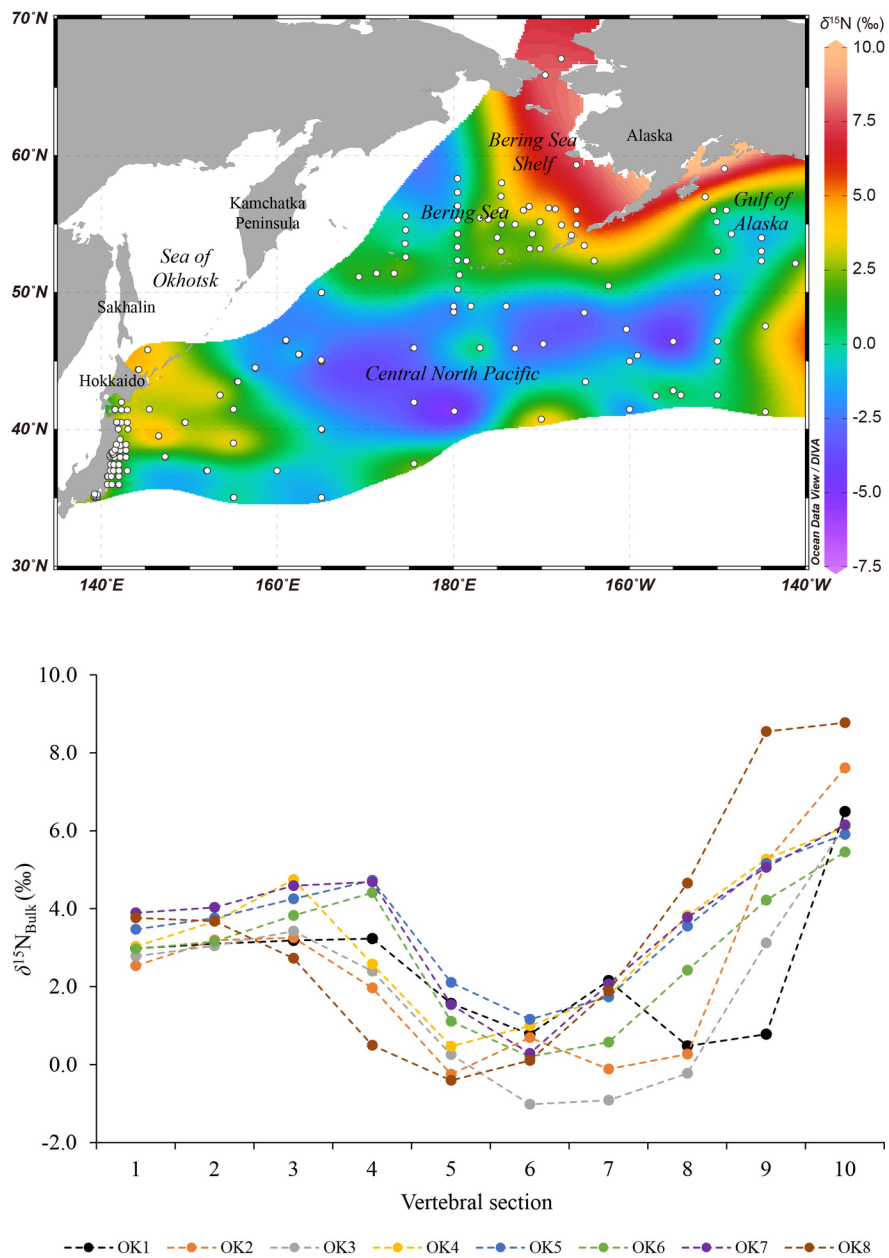 70°N
60°N
50°N
40°N
30°N
140°E
160°E
180°E
160°W
140°W
Bering Sea
Shelf
Alaska
Kamchatka
Peninsula
Bering Sea
Gulf of
Alaska
Sea of
Okhotsk
Sakhalin
Hokkaido
Central North Pacific
δ¹⁵N (‰)
10.0
7.5
5.0
2.5
0.0
-2.5
-5.0
-7.5
Ocean Data View / DIVA
δ¹⁵N_Bulk (‰)
10.0
8.0
6.0
4.0
2.0
0.0
-2.0
1 2 3 4 5 6 7 8 9 10
Vertebral section
OK1 OK2 OK3 OK4 OK5 OK6 OK7 OK8